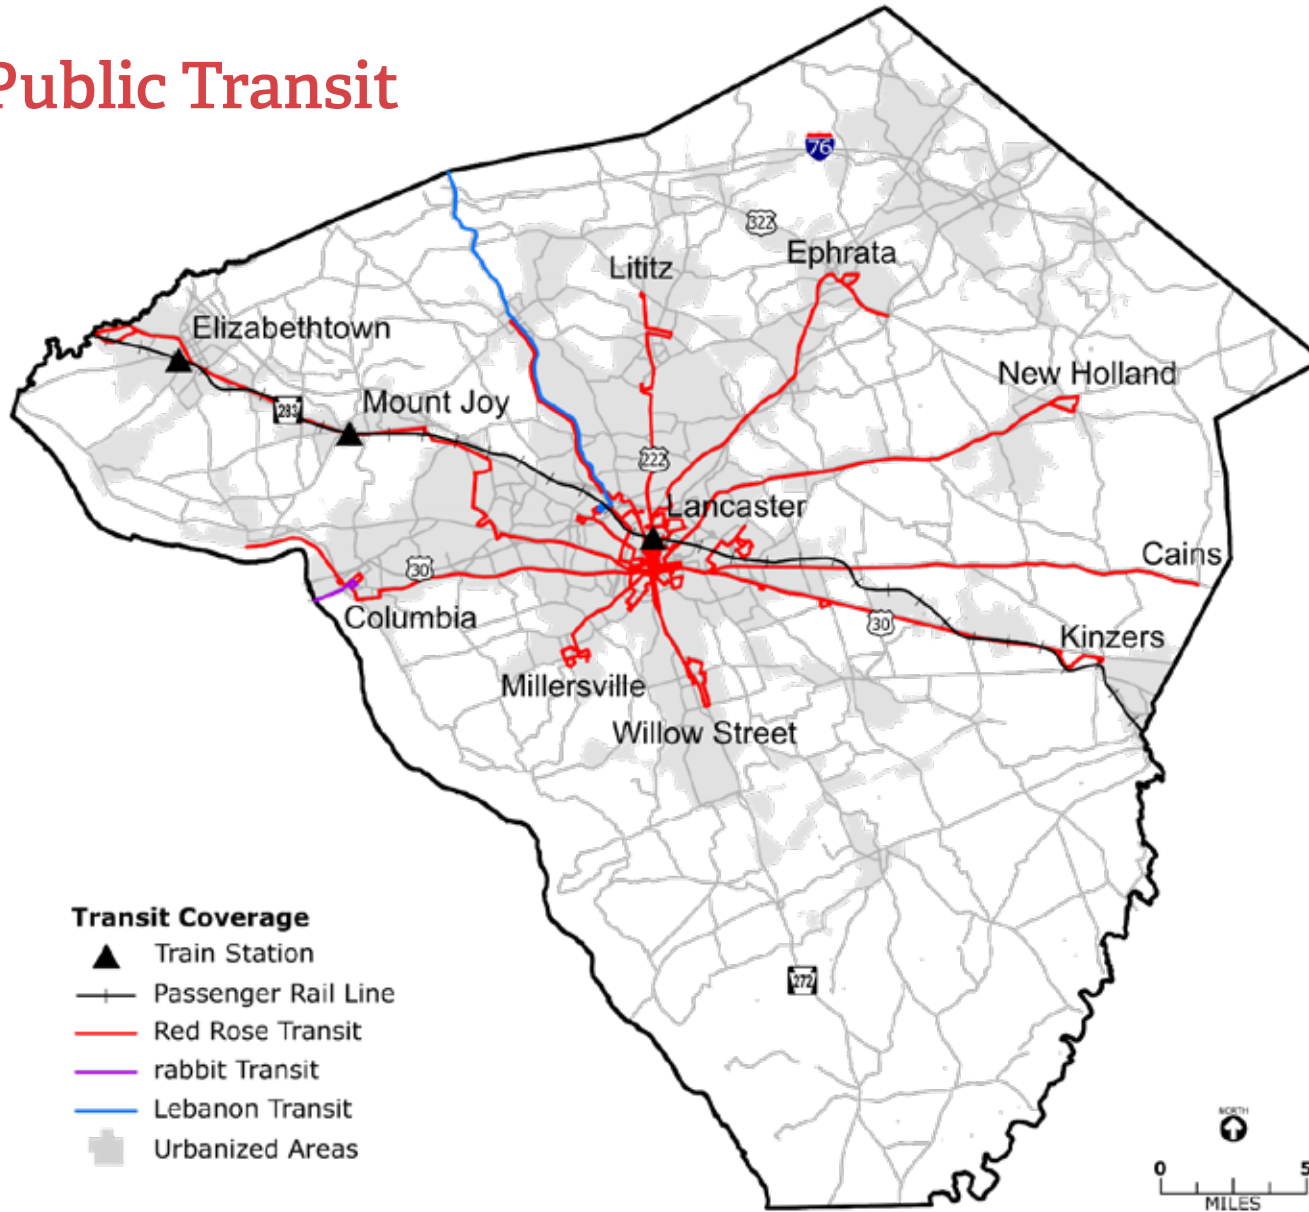 Public Transit
76
322
Ephrata
Lititz
Elizabethtown
New Holland
Mount Joy
283
222
Lancaster
Cains
30
Columbia
30
Kinzers
Millersville
Willow Street
Transit Coverage
Train Station
Passenger Rail Line
Red Rose Transit
rabbit Transit
Lebanon Transit
Urbanized Areas
272
NORTH
0 5
MILES